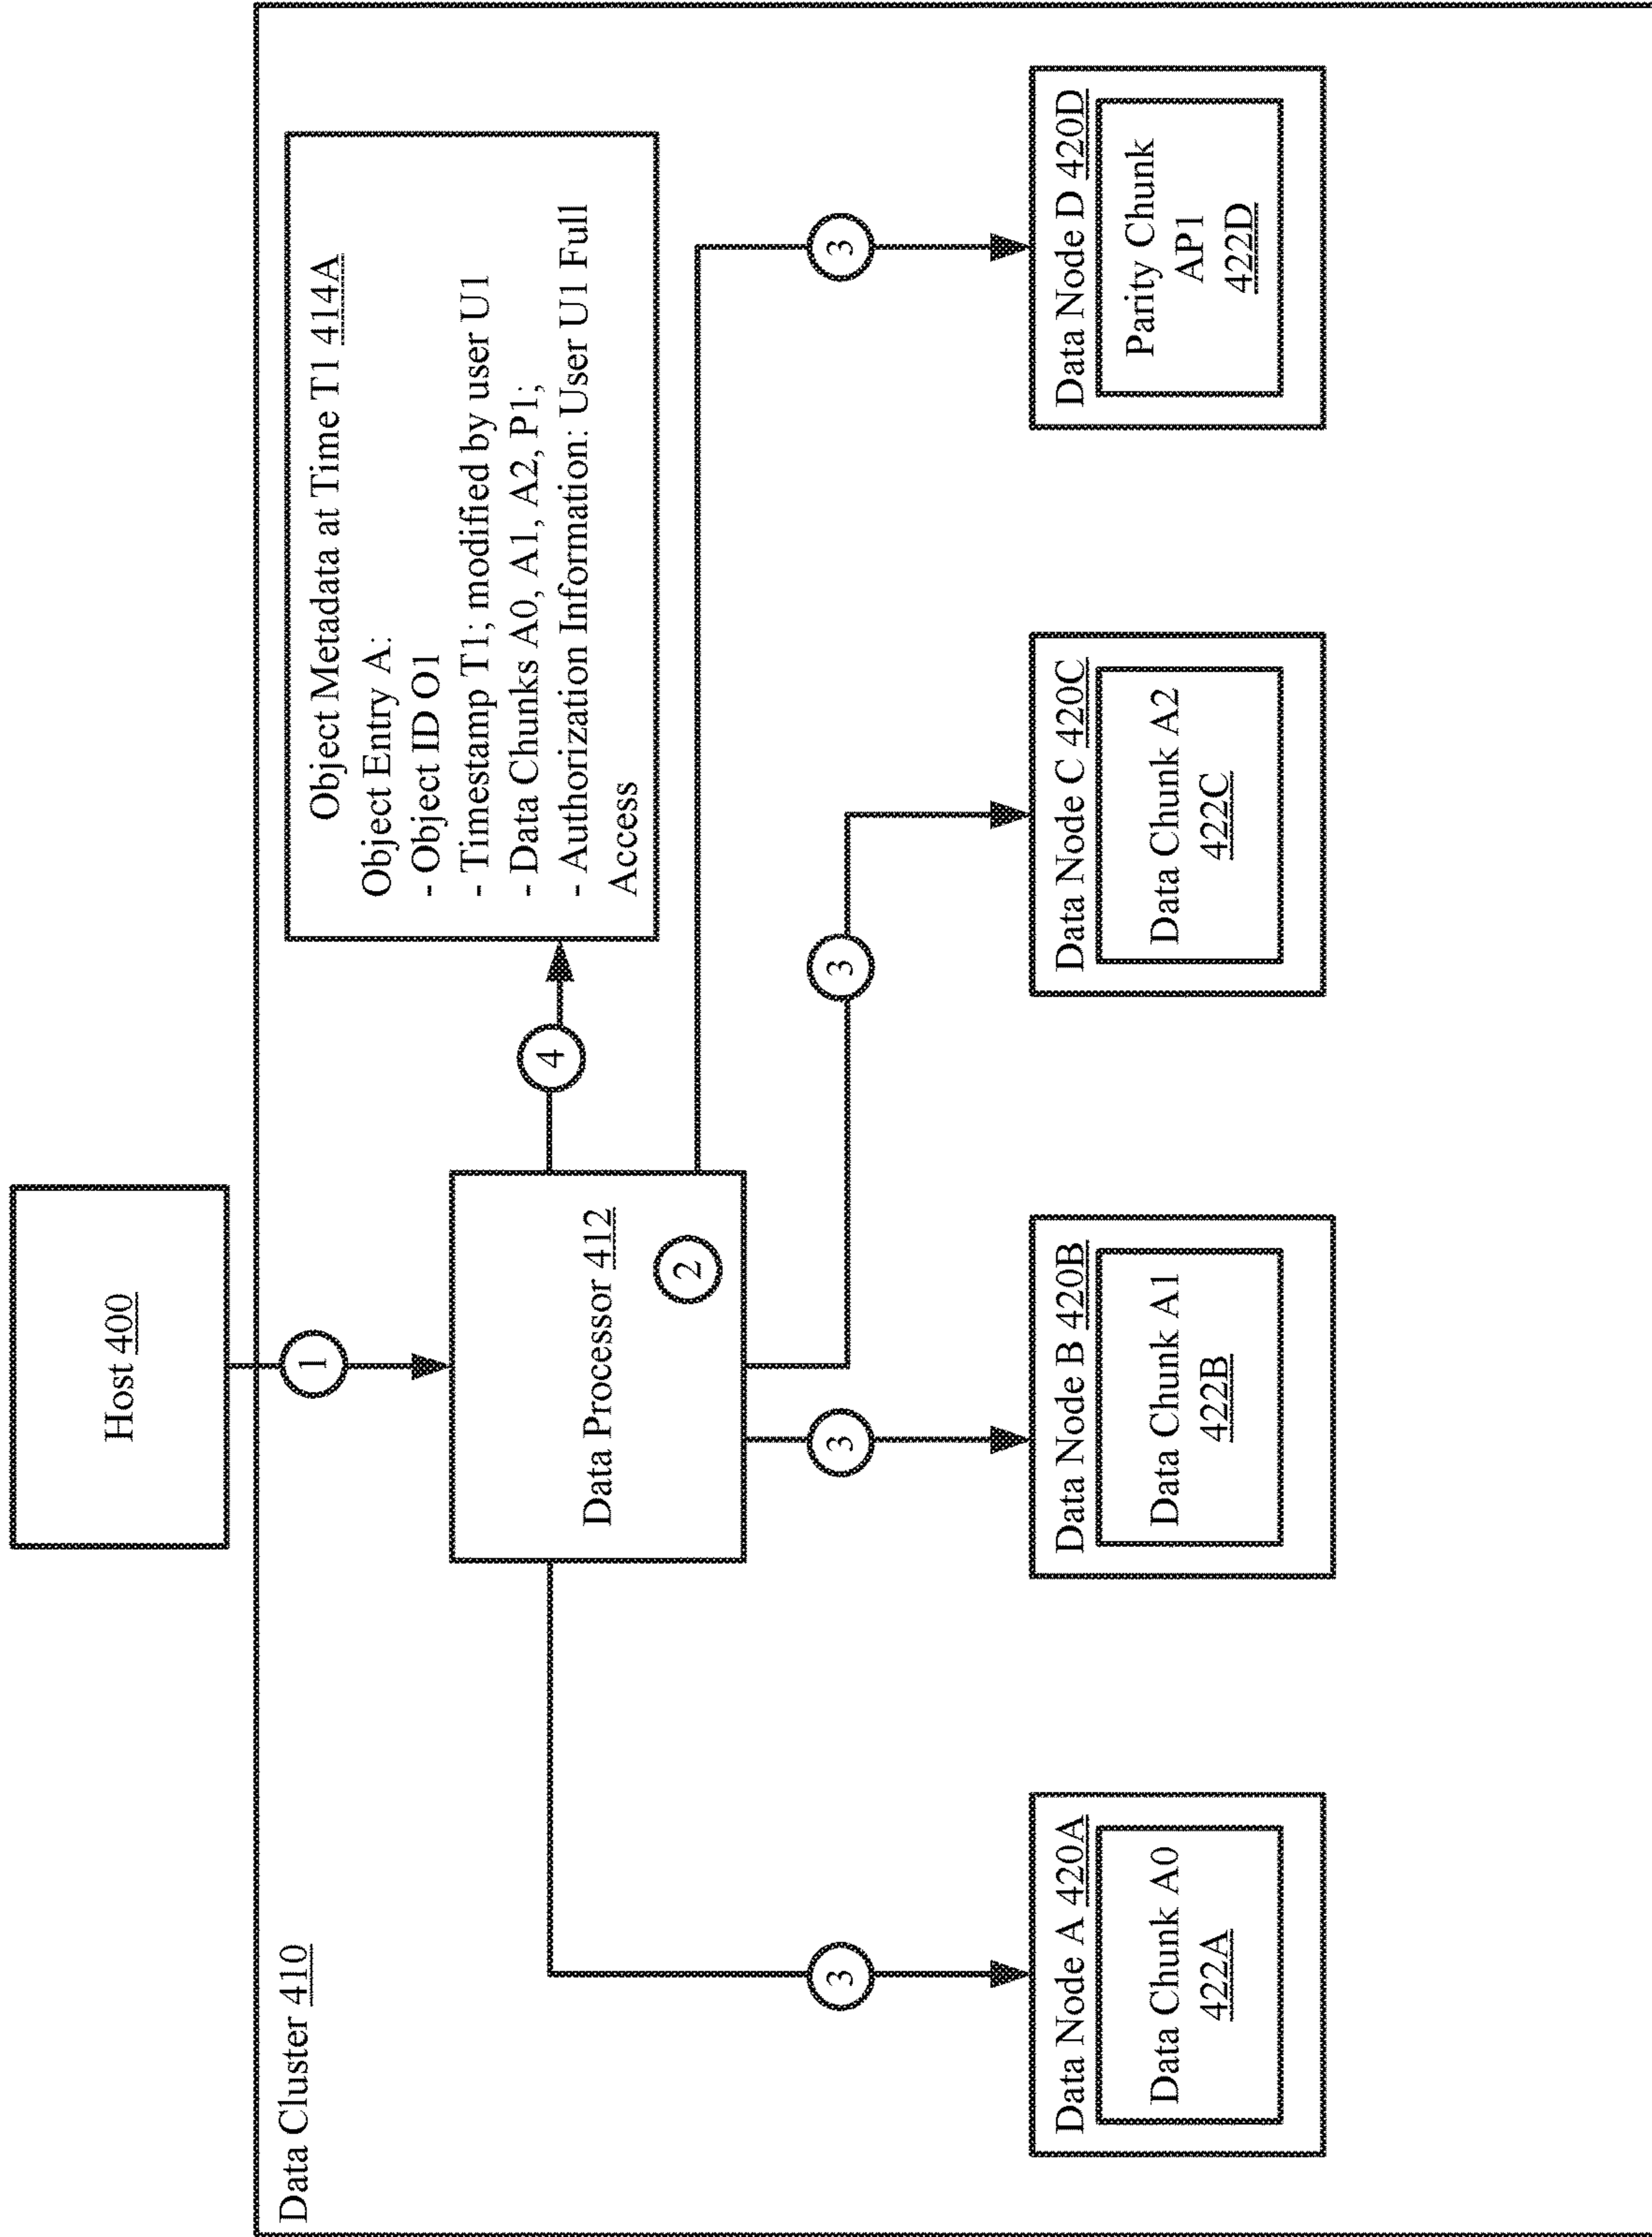 Host 400
Data Cluster 410
1
Data Processor 412
2
4
Object Metadata at Time T1 414A
Object Entry A:
- Object ID O1
- Timestamp T1; modified by user U1
- Data Chunks A0, A1, A2, P1;
- Authorization Information: User U1 Full
Access
3
3
3
3
Data Node A 420A
Data Chunk A0
422A
Data Node B 420B
Data Chunk A1
422B
Data Node C 420C
Data Chunk A2
422C
Data Node D 420D
Parity Chunk
AP1
422D